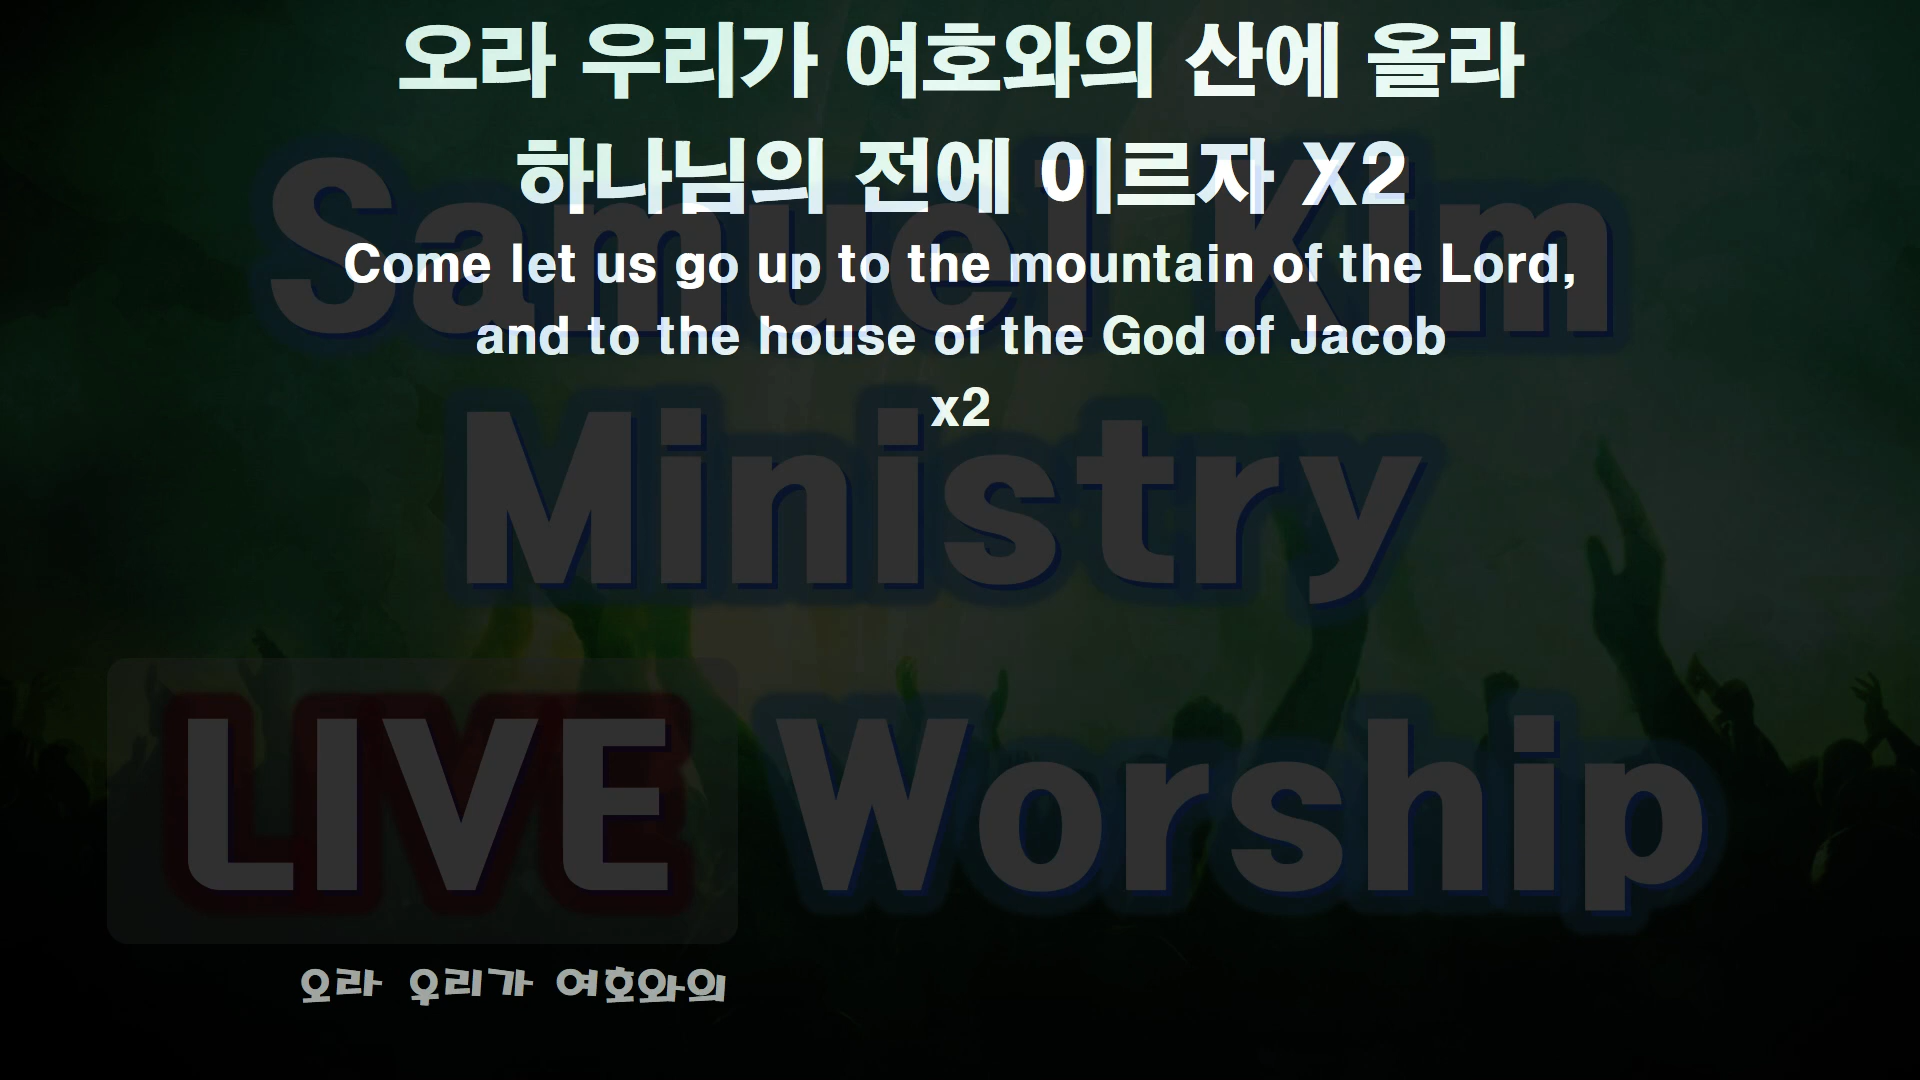 오라 우리가 여호와의 산에 올라
하나님의 전에 이르자 X2
Come let us go up to the mountain of the Lord,
and to the house of the God of Jacob
x2
Samuel Kim
Ministry
LIVE Worship
오라 우리가 여호와의